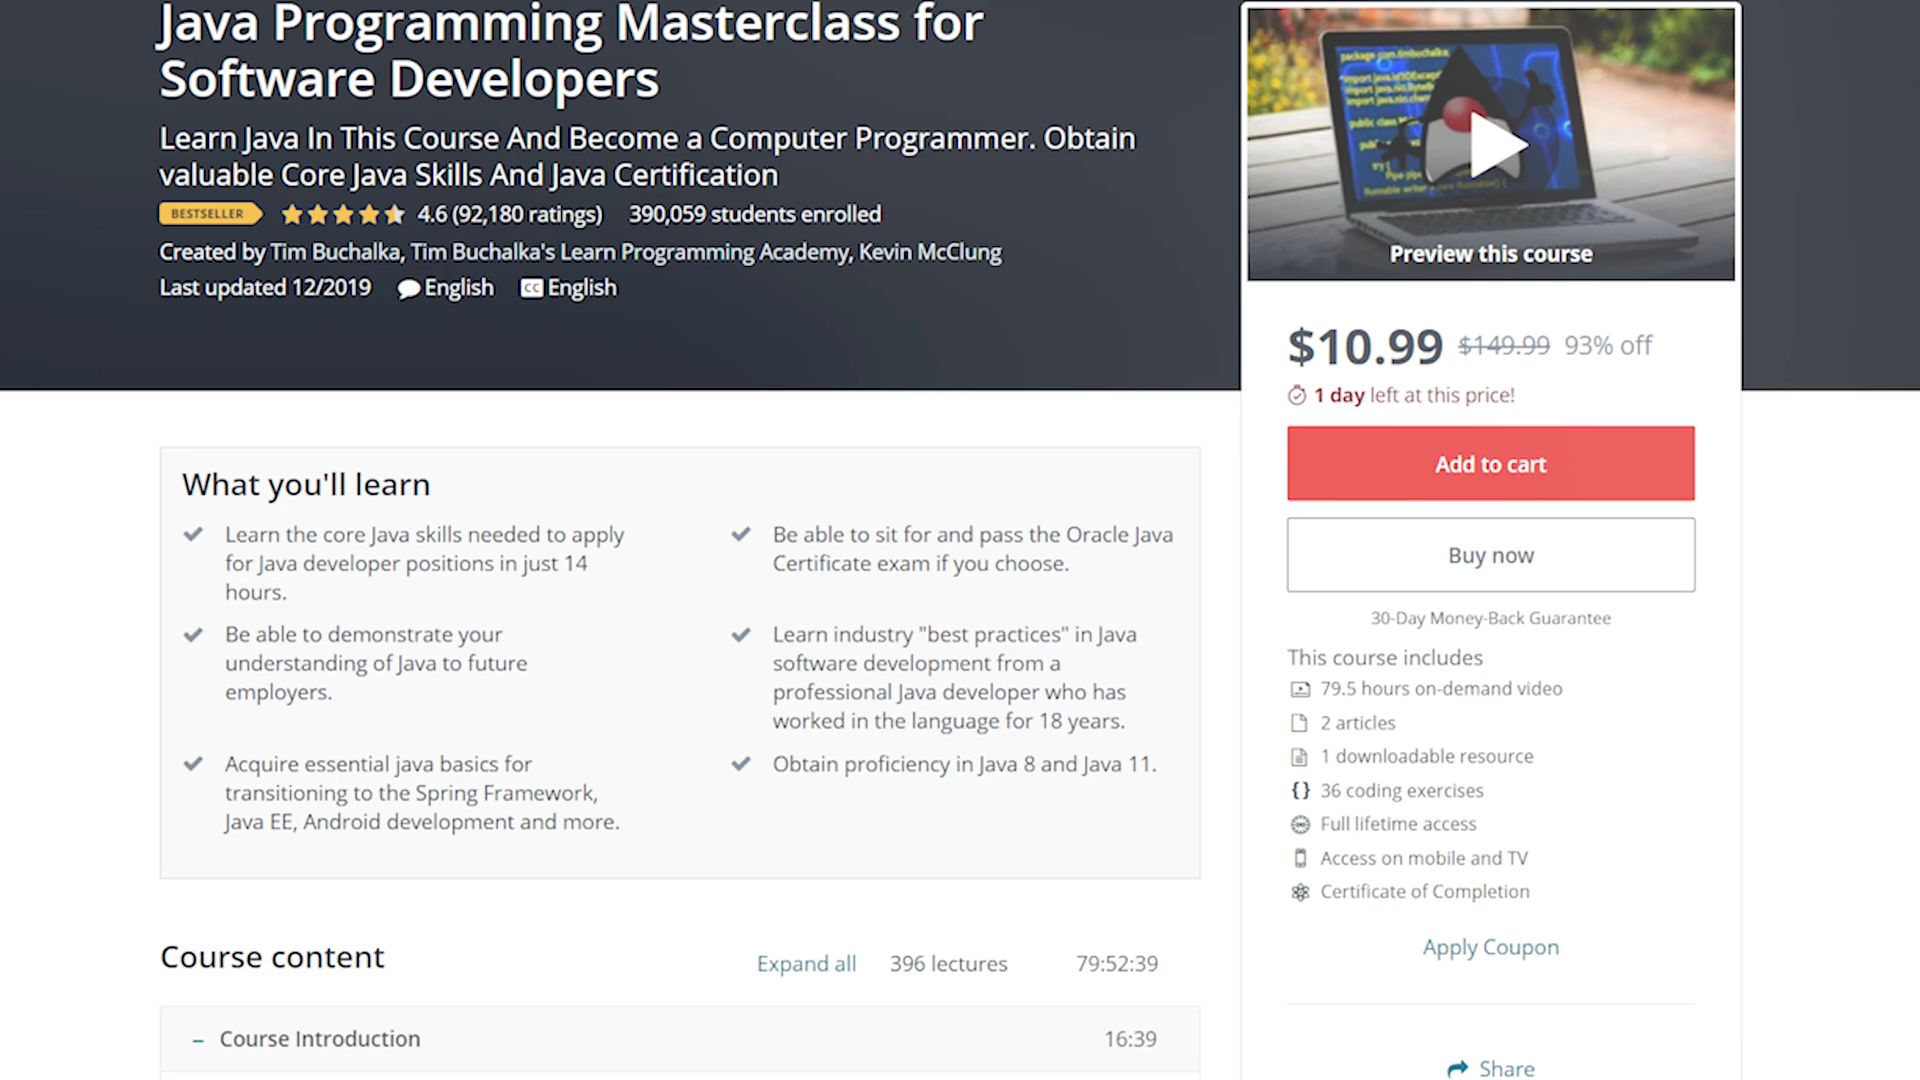 Java Programming Masterclass for
Software Developers
Learn Java In This Course And Become a Computer Programmer. Obtain
valuable Core Java Skills And Java Certification
BESTSELLER 4.6 (92,180 ratings) 390,059 students enrolled
Created by Tim Buchalka, Tim Buchalka's Learn Programming Academy, Kevin McClung
Last updated 12/2019 English CC English
What you'll learn
Learn the core Java skills needed to apply
for Java developer positions in just 14
hours.
Be able to sit for and pass the Oracle Java
Certificate exam if you choose.
Be able to demonstrate your
understanding of Java to future
employers.
Learn industry "best practices" in Java
software development from a
professional Java developer who has
worked in the language for 18 years.
Acquire essential java basics for
transitioning to the Spring Framework,
Java EE, Android development and more.
Obtain proficiency in Java 8 and Java 11.
Course content
Expand all 396 lectures 79:52:39
– Course Introduction 16:39
package com.timbuchalka;
public class
try {
Preview this course
$10.99 $149.99 93% off
1 day left at this price!
Add to cart
Buy now
30-Day Money-Back Guarantee
This course includes
79.5 hours on-demand video
2 articles
1 downloadable resource
{} 36 coding exercises
Full lifetime access
Access on mobile and TV
Certificate of Completion
Apply Coupon
Share